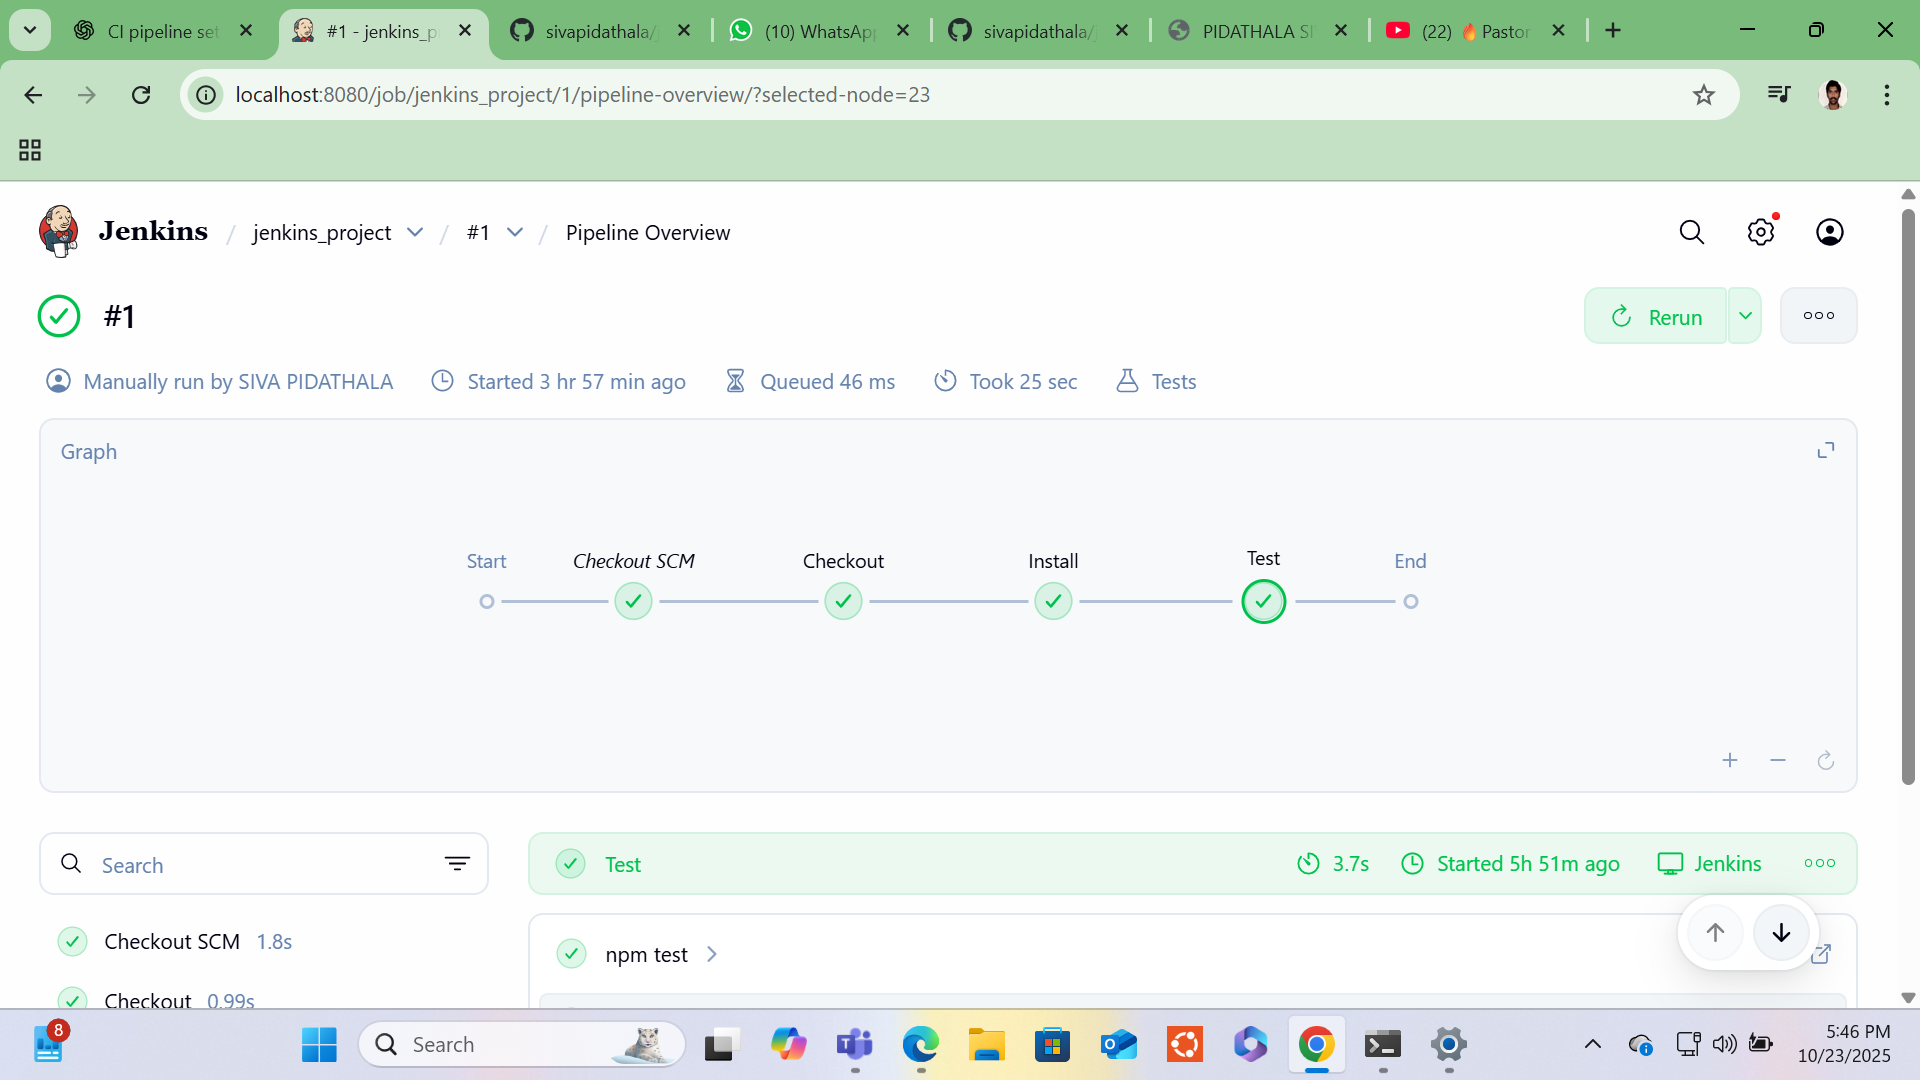 CI pipeline set
#1 - jenkins_p
sivapidathala/j
(10) WhatsApp
sivapidathala/j
PIDATHALA SI
(22) 🔥 Pastor
localhost:8080/job/jenkins_project/1/pipeline-overview/?selected-node=23
Jenkins / jenkins_project / #1 / Pipeline Overview
#1
Rerun
Manually run by SIVA PIDATHALA Started 3 hr 57 min ago Queued 46 ms Took 25 sec Tests
Graph
Start Checkout SCM Checkout Install Test End
Search
Test 3.7s Started 5h 51m ago Jenkins
Checkout SCM 1.8s
npm test
Checkout 0.99s
8
Search
5:46 PM
10/23/2025